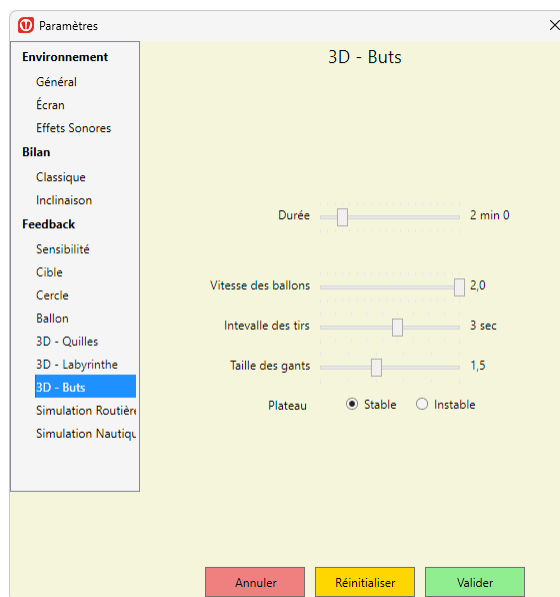 Paramètres
Environnement
Général
Écran
Effets Sonores
Bilan
Classique
Inclinaison
Feedback
Sensibilité
Cible
Cercle
Ballon
3D - Quilles
3D - Labyrinthe
3D - Buts
Simulation Routièr
Simulation Nautiqu
3D - Buts
Durée 2 min 0
Vitesse des ballons 2,0
Intevalle des tirs 3 sec
Taille des gants 1,5
Plateau Stable Instable
Annuler Réinitialiser Valider